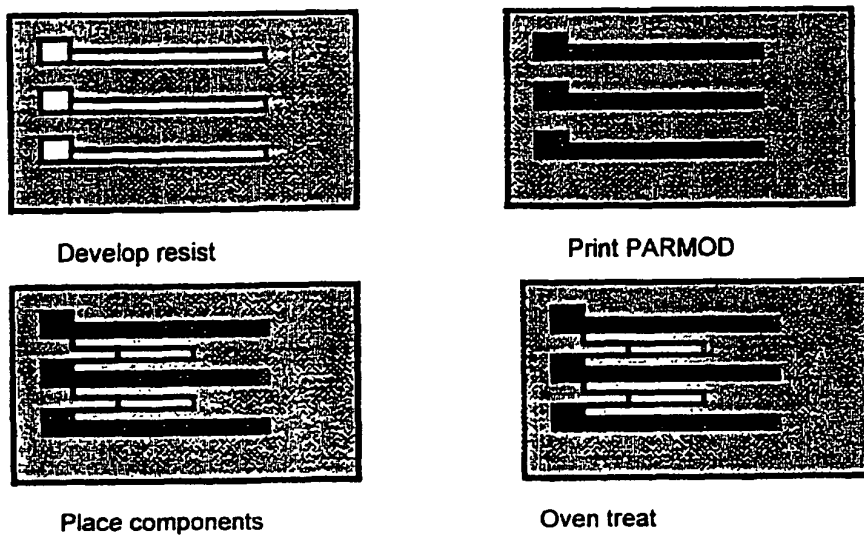 Develop resist
Print PARMOD
Place components
Oven treat